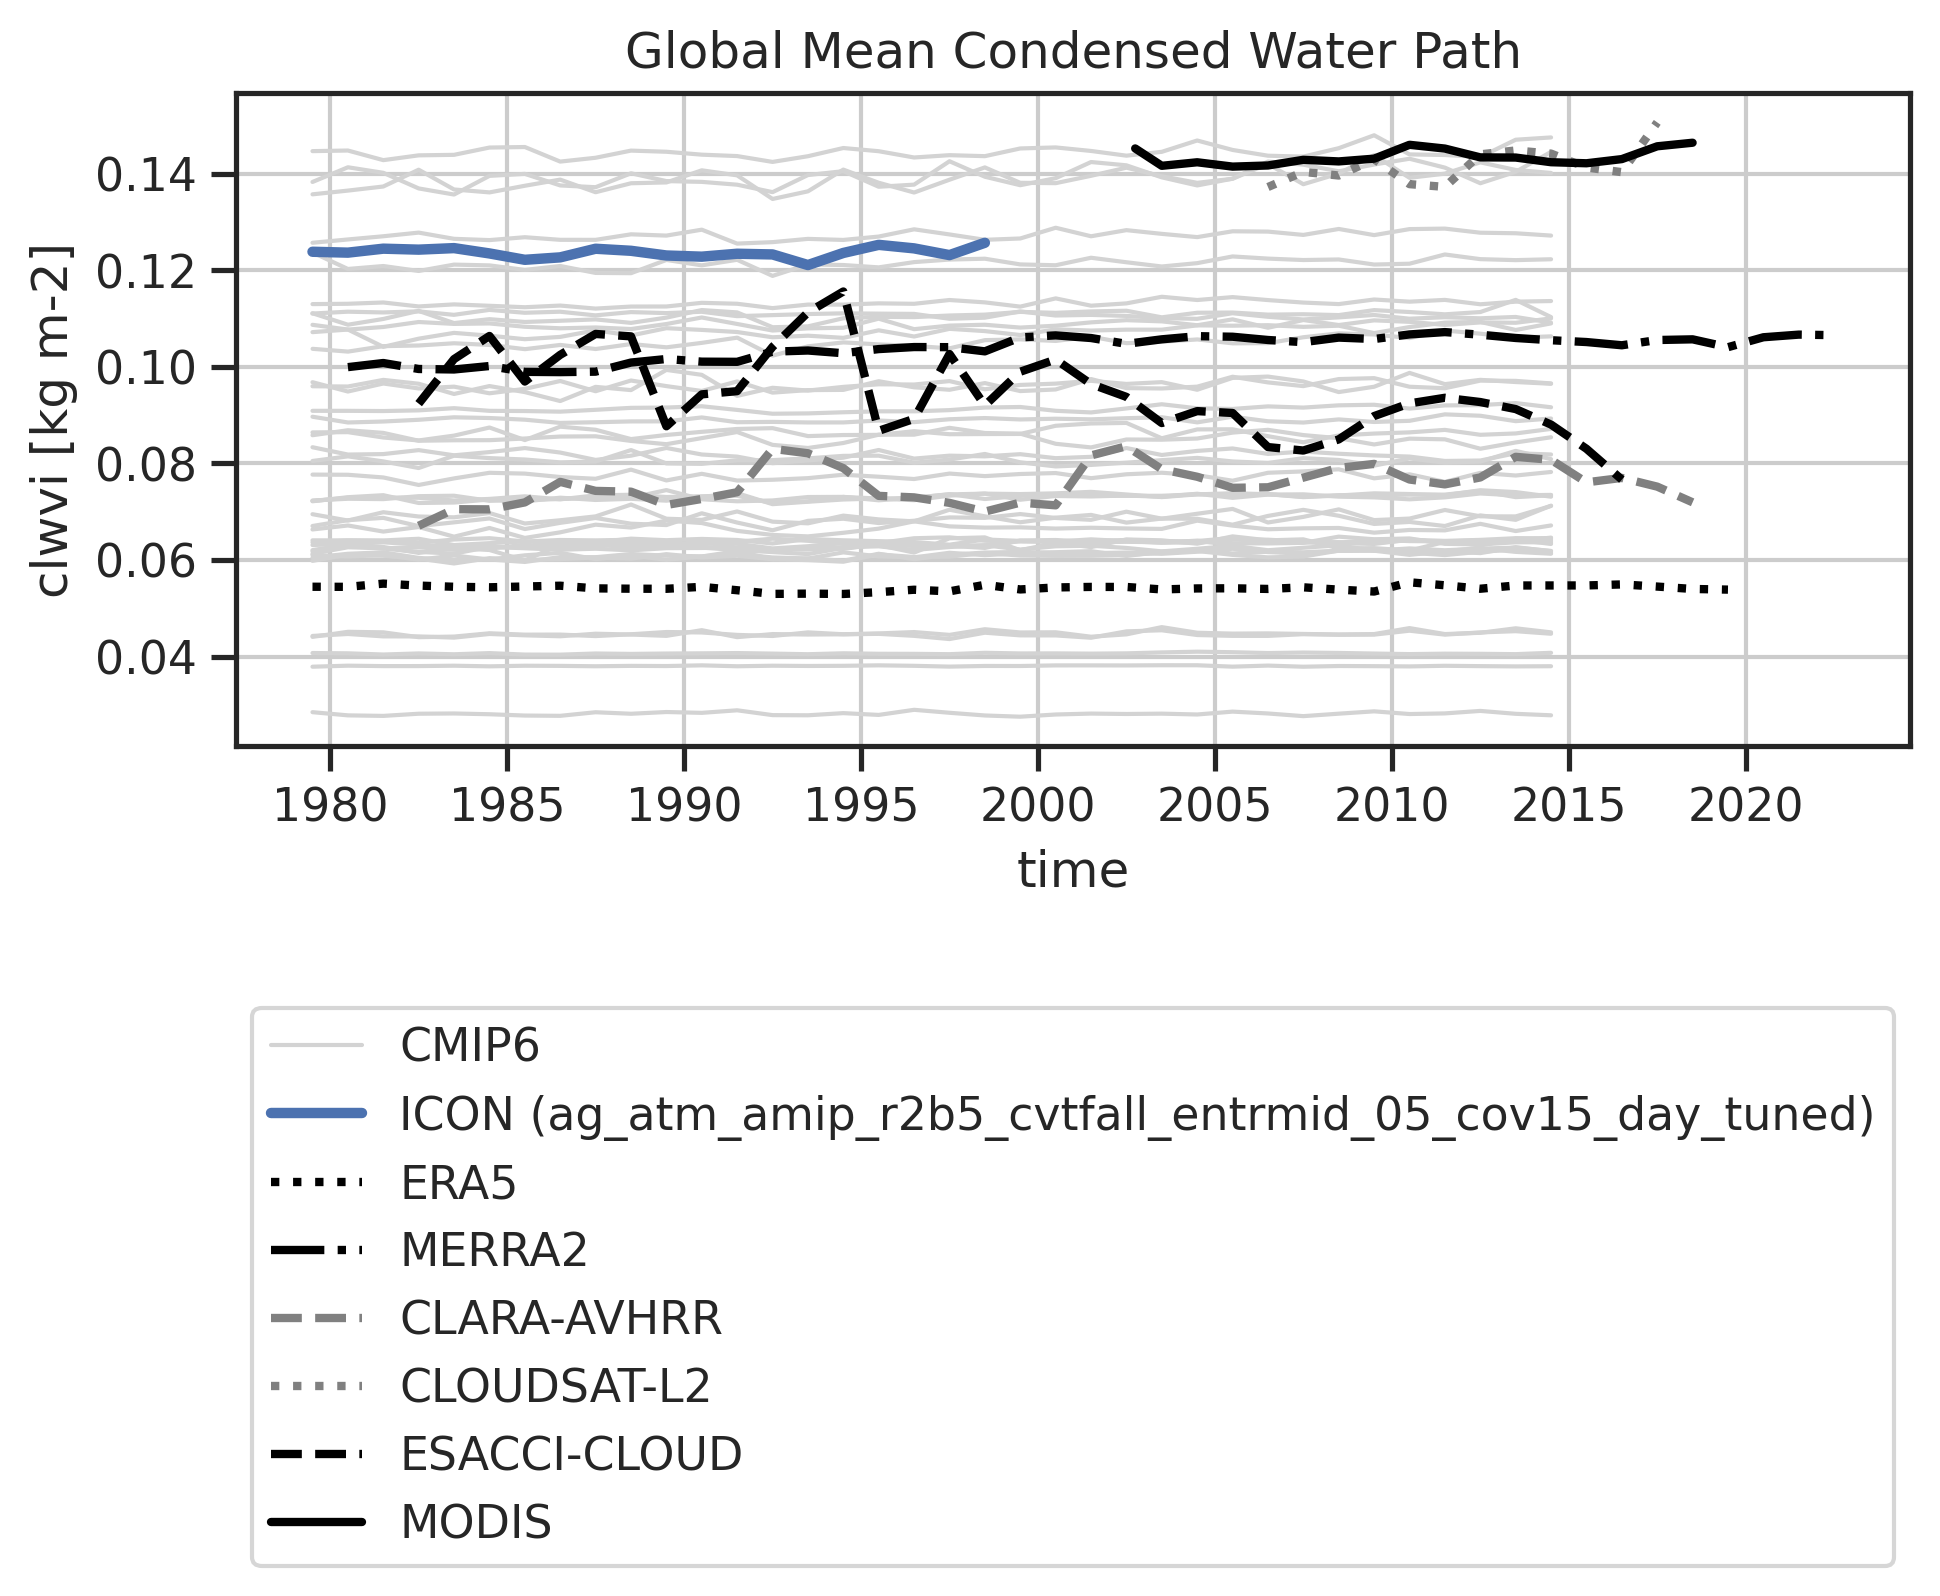 Global Mean Condensed Water Path
clwvi [kg m-2]
0.14
0.12
0.10
0.08
0.06
0.04
1980 1985 1990 1995 2000 2005 2010 2015 2020
time
CMIP6
ICON (ag_atm_amip_r2b5_cvtfall_entrmid_05_cov15_day_tuned)
ERA5
MERRA2
CLARA-AVHRR
CLOUDSAT-L2
ESACCI-CLOUD
MODIS